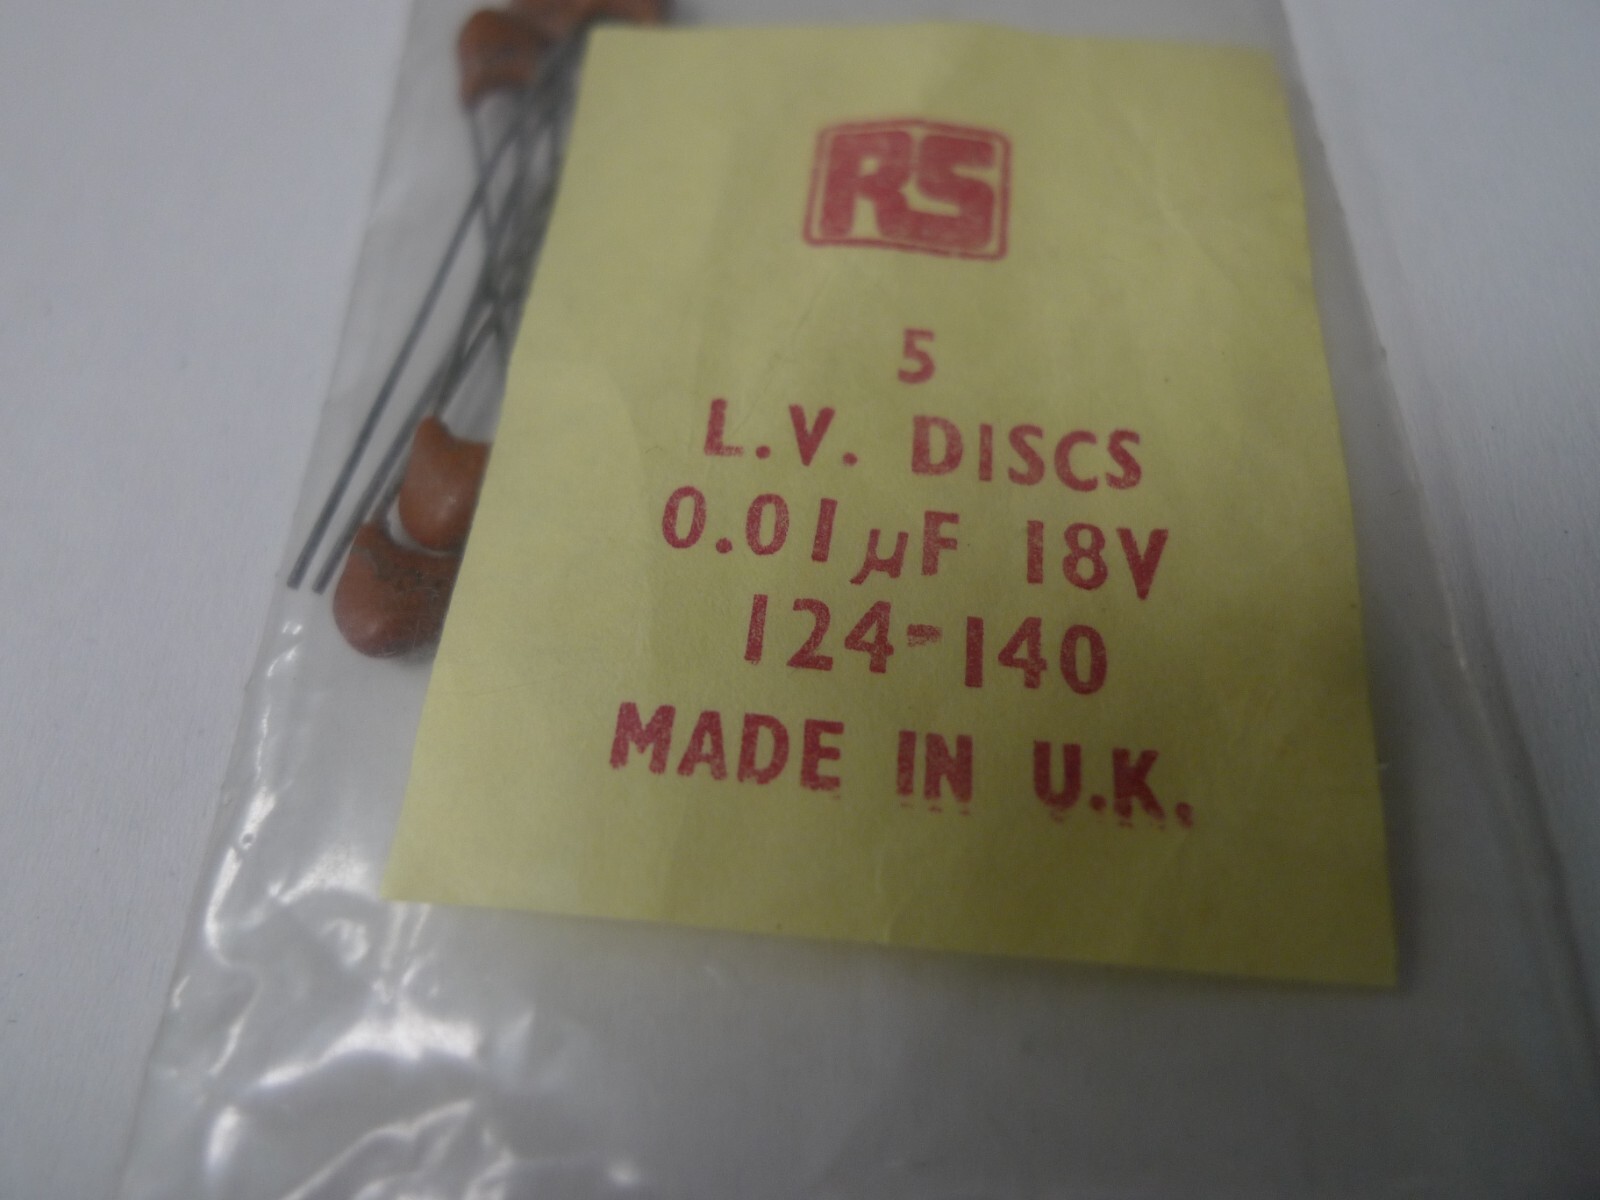 RS
5
L.V. DISCS
0.01µF 18V
124-140
MADE IN U.K.